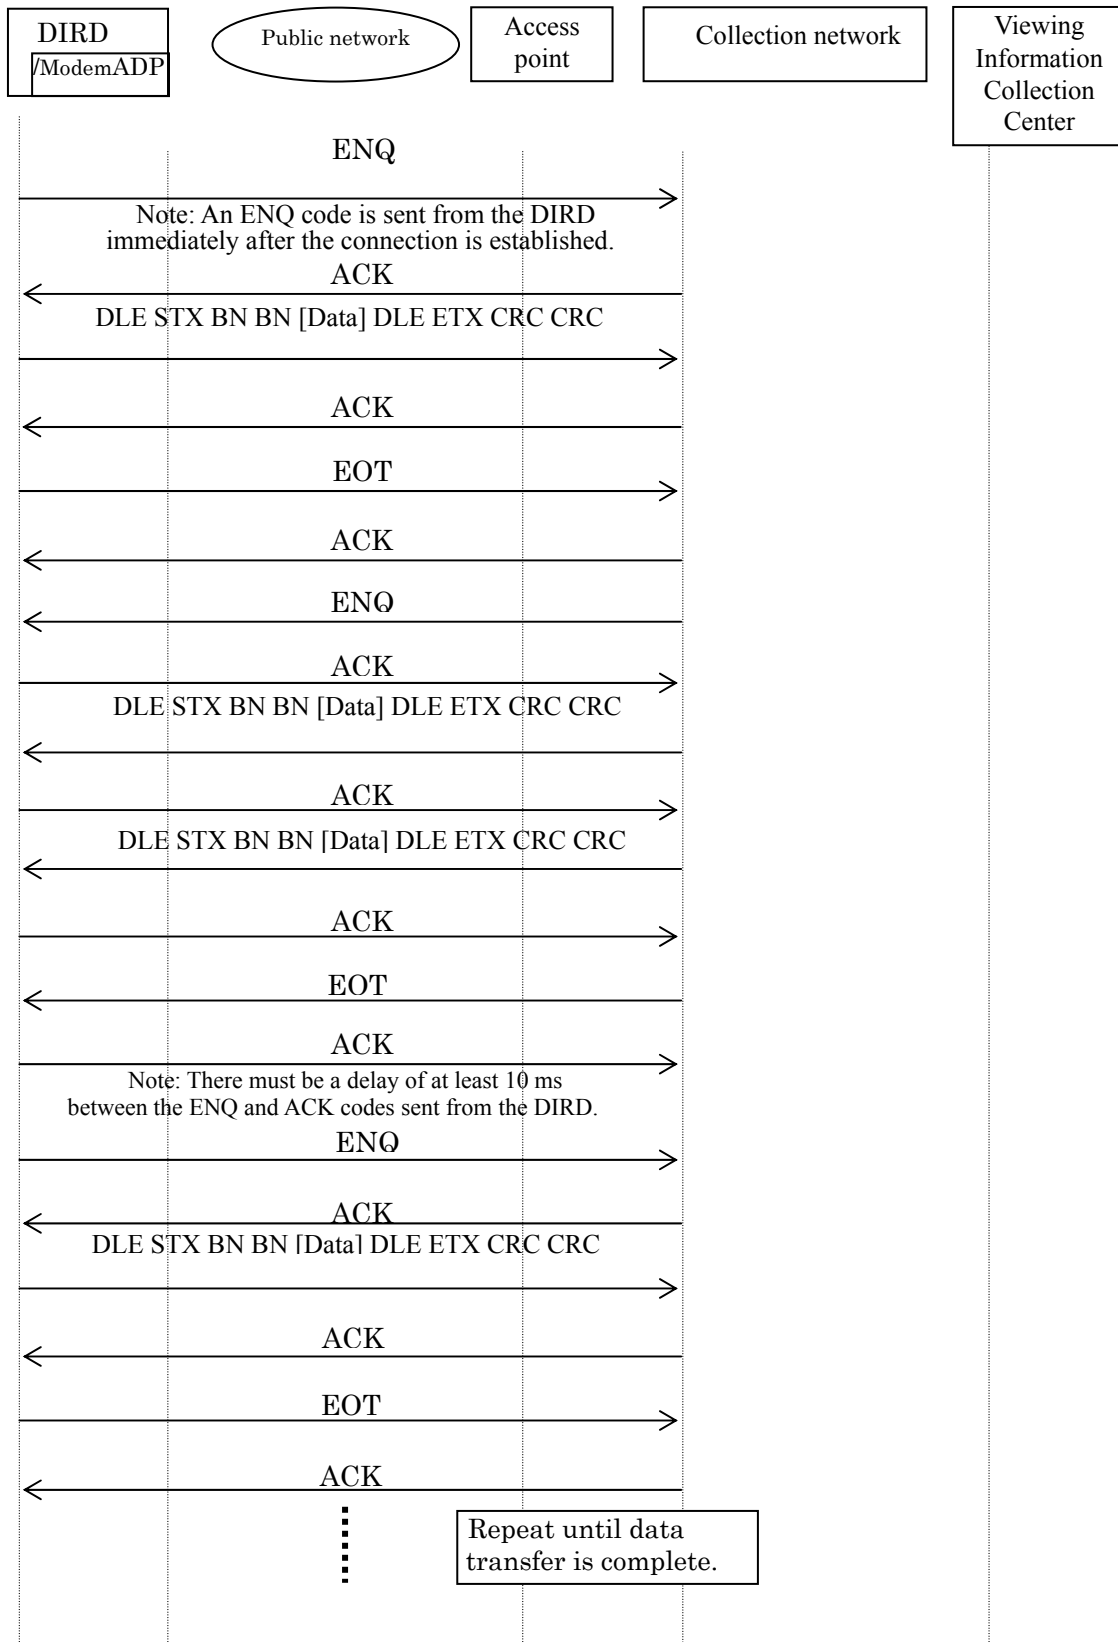 DIRD
/ModemADP
Public network
Access
point
Collection network
Viewing
Information
Collection
Center
ENQ
Note: An ENQ code is sent from the DIRD
immediately after the connection is established.
ACK
DLE STX BN BN [Data] DLE ETX CRC CRC
ACK
EOT
ACK
ENQ
ACK
DLE STX BN BN [Data] DLE ETX CRC CRC
ACK
DLE STX BN BN [Data] DLE ETX CRC CRC
ACK
EOT
ACK
Note: There must be a delay of at least 10 ms
between the ENQ and ACK codes sent from the DIRD.
ENQ
ACK
DLE STX BN BN [Data] DLE ETX CRC CRC
ACK
EOT
ACK
Repeat until data
transfer is complete.